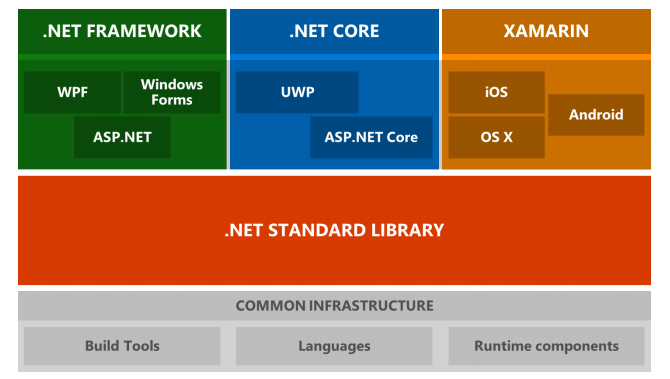 .NET FRAMEWORK
.NET CORE
XAMARIN
WPF
Windows
Forms
ASP.NET
UWP
ASP.NET Core
iOS
Android
OS X
.NET STANDARD LIBRARY
COMMON INFRASTRUCTURE
Build Tools
Languages
Runtime components